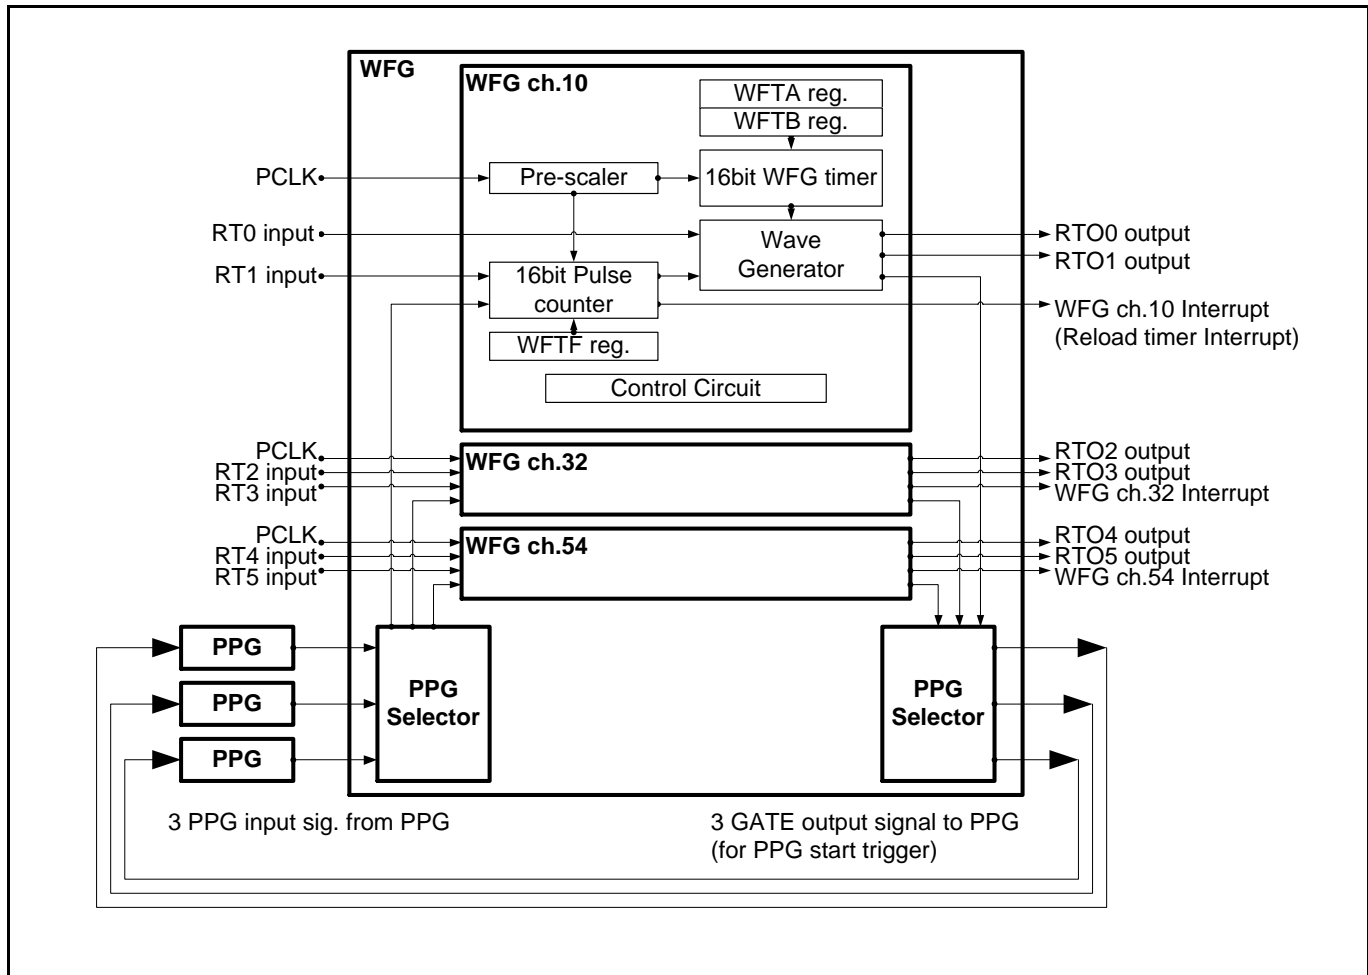 WFG
WFG ch.10
WFTA reg.
WFTB reg.
PCLK
Pre-scaler
16bit WFG timer
RT0 input
Wave
Generator
RTO0 output
RTO1 output
RT1 input
16bit Pulse
counter
WFG ch.10 Interrupt
(Reload timer Interrupt)
WFTF reg.
Control Circuit
PCLK
RT2 input
RT3 input
WFG ch.32
RTO2 output
RTO3 output
WFG ch.32 Interrupt
PCLK
RT4 input
RT5 input
WFG ch.54
RTO4 output
RTO5 output
WFG ch.54 Interrupt
PPG
PPG
PPG
PPG
Selector
PPG
Selector
3 PPG input sig. from PPG
3 GATE output signal to PPG
(for PPG start trigger)